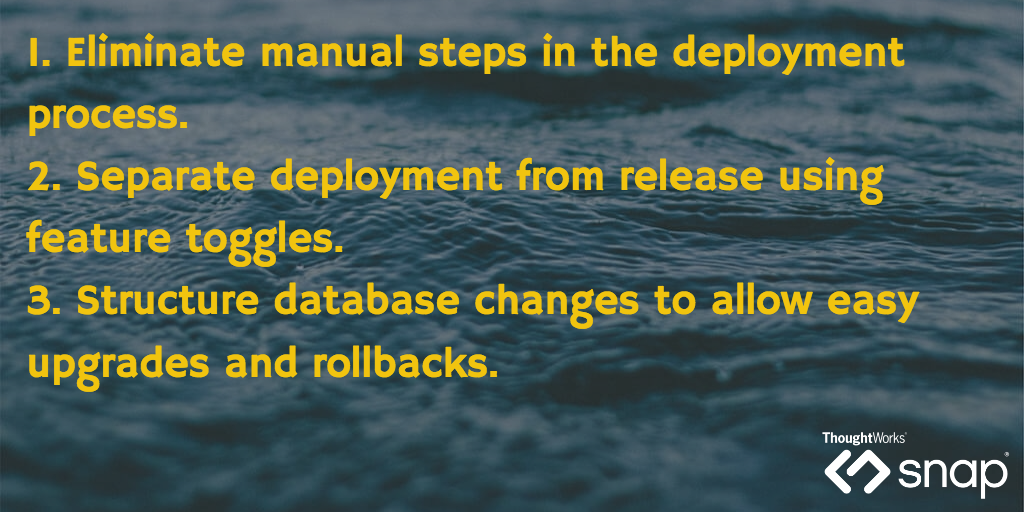 1. Eliminate manual steps in the deployment
process.
2. Separate deployment from release using
feature toggles.
3. Structure database changes to allow easy
upgrades and rollbacks.
ThoughtWorks®
snap®